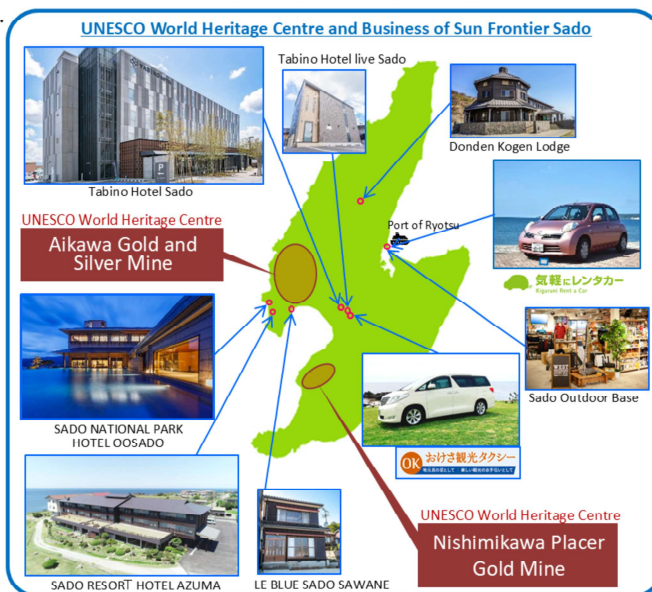 UNESCO World Heritage Centre and Business of Sun Frontier Sado
Tabino Hotel live Sado
Tabino Hotel Sado
Donden Kogen Lodge
UNESCO World Heritage Centre
Aikawa Gold and
Silver Mine
Port of Ryotsu
気軽にレンタカー
Kigaruni Rent a Car
SADO NATIONAL PARK
HOTEL OOSADO
Sado Outdoor Base
OK おけさ観光タクシー
SADO RESORT HOTEL AZUMA
LE BLUE SADO SAWANE
UNESCO World Heritage Centre
Nishimikawa Placer
Gold Mine